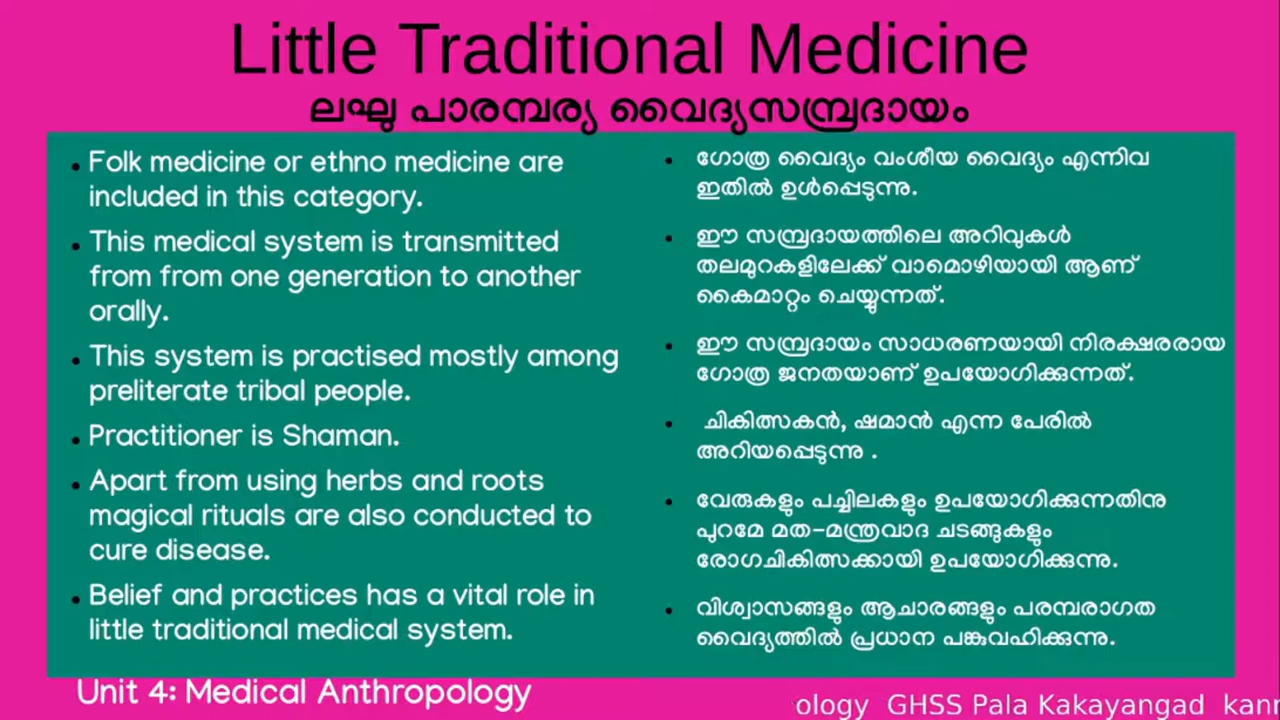 Little Traditional Medicine
ലഘു പാരമ്പര്യ വൈദ്യസമ്പ്രദായം
• Folk medicine or ethno medicine are
included in this category.
• This medical system is transmitted
from from one generation to another
orally.
• This system is practised mostly among
preliterate tribal people.
• Practitioner is Shaman.
• Apart from using herbs and roots
magical rituals are also conducted to
cure disease.
• Belief and practices has a vital role in
little traditional medical system.
• ഗോത്ര വൈദ്യം വംശീയ വൈദ്യം എന്നിവ
ഇതിൽ ഉൾപ്പെടുന്നു.
• ഈ സമ്പ്രദായത്തിലെ അറിവുകൾ
തലമുറകളിലേക്ക് വാമൊഴിയായി ആണ്
കൈമാറ്റം ചെയ്യുന്നത്.
• ഈ സമ്പ്രദായം സാധരണയായി നിരക്ഷരരായ
ഗോത്ര ജനതയാണ് ഉപയോഗിക്കുന്നത്.
• ചികിത്സകൻ, ഷമാൻ എന്ന പേരിൽ
അറിയപ്പെടുന്നു .
• വേരുകളും പച്ചിലകളും ഉപയോഗിക്കുന്നതിനു
പുറമേ മത-മന്ത്രവാദ ചടങ്ങുകളും
രോഗചികിത്സക്കായി ഉപയോഗിക്കുന്നു.
• വിശ്വാസങ്ങളും ആചാരങ്ങളും പരമ്പരാഗത
വൈദ്യത്തിൽ പ്രധാന പങ്കുവഹിക്കുന്നു.
Unit 4: Medical Anthropology
ology GHSS Pala Kakayangad kann